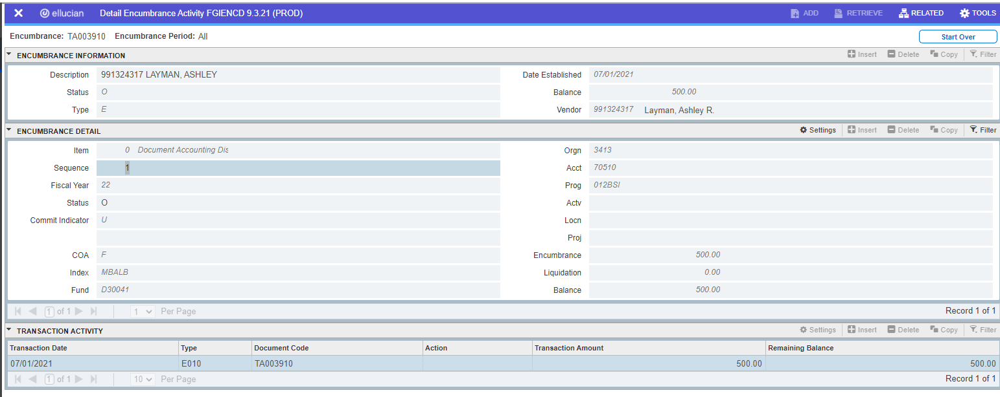 ellucian Detail Encumbrance Activity FGIENCD 9.3.21 (PROD) ADD RETRIEVE RELATED TOOLS
Encumbrance: TA003910 Encumbrance Period: All Start Over
ENCUMBRANCE INFORMATION Insert Delete Copy Filter
Description 991324317 LAYMAN, ASHLEY Date Established 07/01/2021
Status O Balance 500.00
Type E Vendor 991324317 Layman, Ashley R.
ENCUMBRANCE DETAIL Settings Insert Delete Copy Filter
Item 0 Document Accounting Dis Orgn 3413
Sequence 1 Acct 70510
Fiscal Year 22 Prog 012BSI
Status O Actv
Commit Indicator U Locn
Proj
COA F Encumbrance 500.00
Index MBALB Liquidation 0.00
Fund D30041 Balance 500.00
1 of 1 1 Per Page Record 1 of 1
TRANSACTION ACTIVITY Settings Insert Delete Copy Filter
Transaction Date Type Document Code Action Transaction Amount Remaining Balance
07/01/2021 E010 TA003910 500.00 500.00
1 of 1 10 Per Page Record 1 of 1